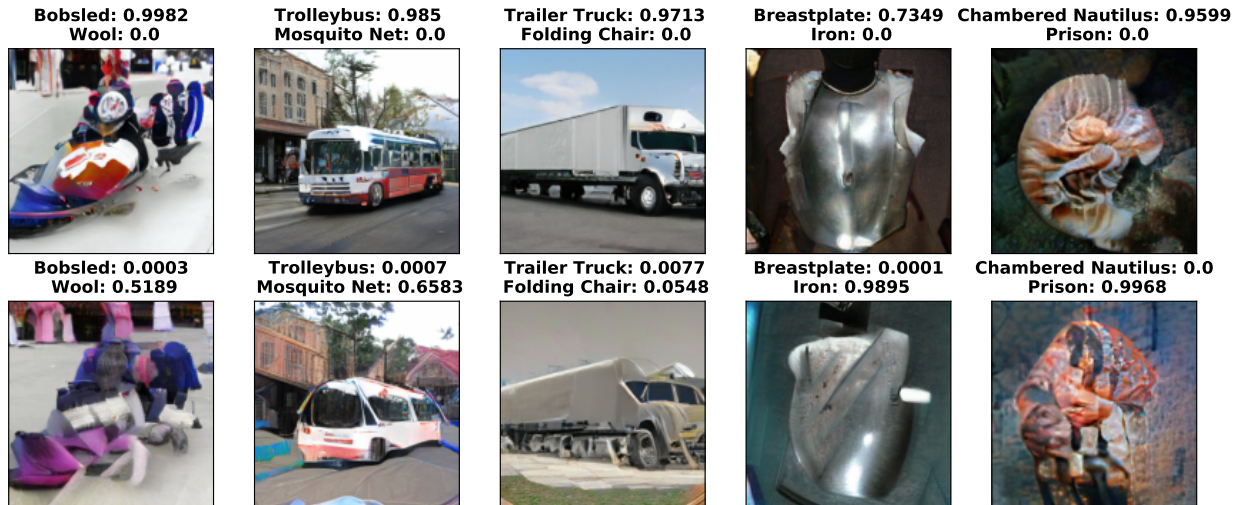 Bobsled: 0.9982
Wool: 0.0
Trolleybus: 0.985
Mosquito Net: 0.0
Trailer Truck: 0.9713
Folding Chair: 0.0
Breastplate: 0.7349
Iron: 0.0
Chambered Nautilus: 0.9599
Prison: 0.0
Bobsled: 0.0003
Wool: 0.5189
Trolleybus: 0.0007
Mosquito Net: 0.6583
Trailer Truck: 0.0077
Folding Chair: 0.0548
Breastplate: 0.0001
Iron: 0.9895
Chambered Nautilus: 0.0
Prison: 0.9968